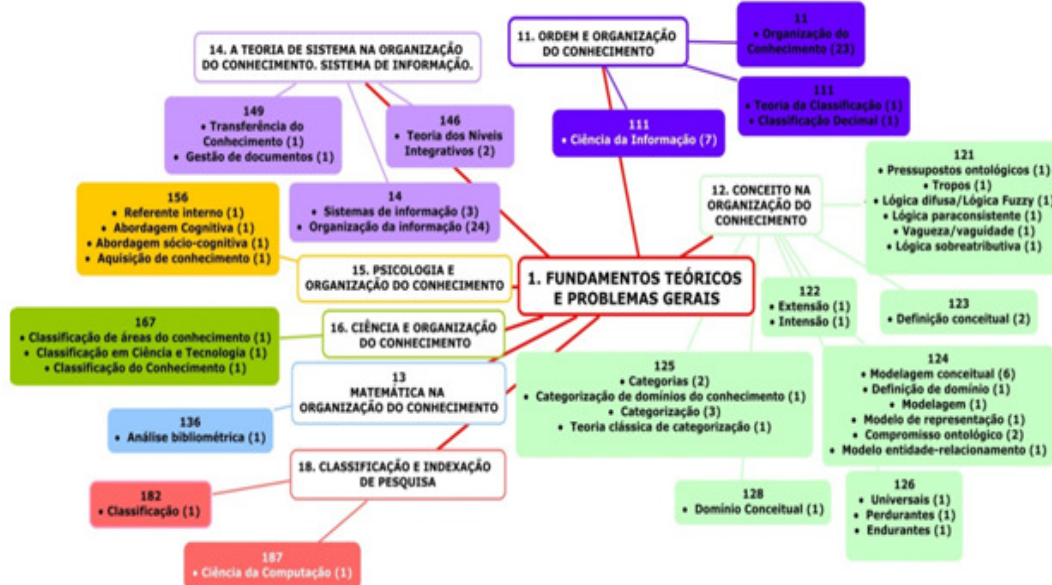 14. A TEORIA DE SISTEMA NA ORGANIZAÇÃO
DO CONHECIMENTO. SISTEMA DE INFORMAÇÃO.
11. ORDEM E ORGANIZAÇÃO
DO CONHECIMENTO
11
• Organização do
Conhecimento (23)
111
• Teoria da Classificação (1)
• Classificação Decimal (1)
111
• Ciência da Informação (7)
149
• Transferência do
Conhecimento (1)
• Gestão de documentos (1)
146
• Teoria dos Níveis
Integrativos (2)
14
• Sistemas de informação (3)
• Organização da informação (24)
156
• Referente interno (1)
• Abordagem Cognitiva (1)
• Abordagem sócio-cognitiva (1)
• Aquisição de conhecimento (1)
15. PSICOLOGIA E
ORGANIZAÇÃO DO CONHECIMENTO
12. CONCEITO NA
ORGANIZAÇÃO DO
CONHECIMENTO
121
• Pressupostos ontológicos (1)
• Tropos (1)
• Lógica difusa/Lógica Fuzzy (1)
• Lógica paraconsistente (1)
• Vagueza/vaguidade (1)
• Lógica sobreatributiva (1)
1. FUNDAMENTOS TEÓRICOS
E PROBLEMAS GERAIS
122
• Extensão (1)
• Intensão (1)
123
• Definição conceitual (2)
167
• Classificação de áreas do conhecimento (1)
• Classificação em Ciência e Tecnologia (1)
• Classificação do Conhecimento (1)
16. CIÊNCIA E ORGANIZAÇÃO
DO CONHECIMENTO
13
MATEMÁTICA NA
ORGANIZAÇÃO DO CONHECIMENTO
125
• Categorias (2)
• Categorização de domínios do conhecimento (1)
• Categorização (3)
• Teoria clássica de categorização (1)
124
• Modelagem conceitual (6)
• Definição de domínio (1)
• Modelagem (1)
• Modelo de representação (1)
• Compromisso ontológico (2)
• Modelo entidade-relacionamento (1)
136
• Análise bibliométrica (1)
18. CLASSIFICAÇÃO E INDEXAÇÃO
DE PESQUISA
182
• Classificação (1)
187
• Ciência da Computação (1)
128
• Domínio Conceitual (1)
126
• Universais (1)
• Perdurantes (1)
• Endurantes (1)